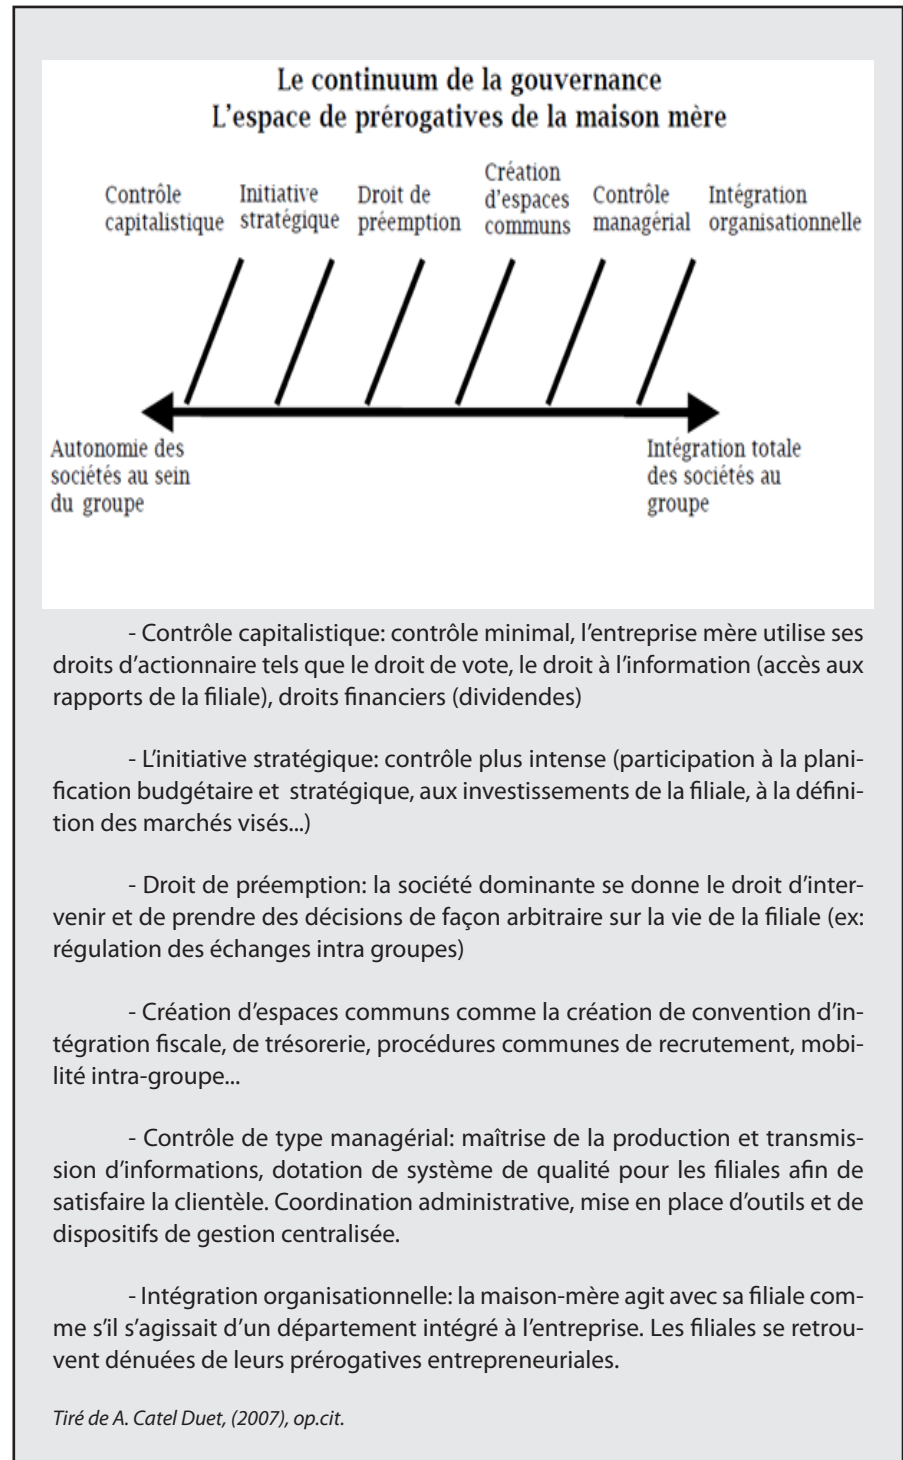 Le continuum de la gouvernance
L'espace de prérogatives de la maison mère
Contrôle
capitalistique
Initiative
stratégique
Droit de
préemption
Création
d'espaces
communs
Contrôle
managérial
Intégration
organisationnelle
Autonomie des
sociétés au sein
du groupe
Intégration totale
des sociétés au
groupe
- Contrôle capitalistique: contrôle minimal, l'entreprise mère utilise ses
droits d'actionnaire tels que le droit de vote, le droit à l'information (accès aux
rapports de la filiale), droits financiers (dividendes)
- L'initiative stratégique: contrôle plus intense (participation à la plani-
fication budgétaire et stratégique, aux investissements de la filiale, à la défini-
tion des marchés visés...)
- Droit de préemption: la société dominante se donne le droit d'inter-
venir et de prendre des décisions de façon arbitraire sur la vie de la filiale (ex:
régulation des échanges intra groupes)
- Création d'espaces communs comme la création de convention d'in-
tégration fiscale, de trésorerie, procédures communes de recrutement, mobi-
lité intra-groupe...
- Contrôle de type managérial: maîtrise de la production et transmis-
sion d'informations, dotation de système de qualité pour les filiales afin de
satisfaire la clientèle. Coordination administrative, mise en place d'outils et de
dispositifs de gestion centralisée.
- Intégration organisationnelle: la maison-mère agit avec sa filiale com-
me s'il s'agissait d'un département intégré à l'entreprise. Les filiales se retrou-
vent dénuées de leurs prérogatives entrepreneuriales.
Tiré de A. Catel Duet, (2007), op.cit.